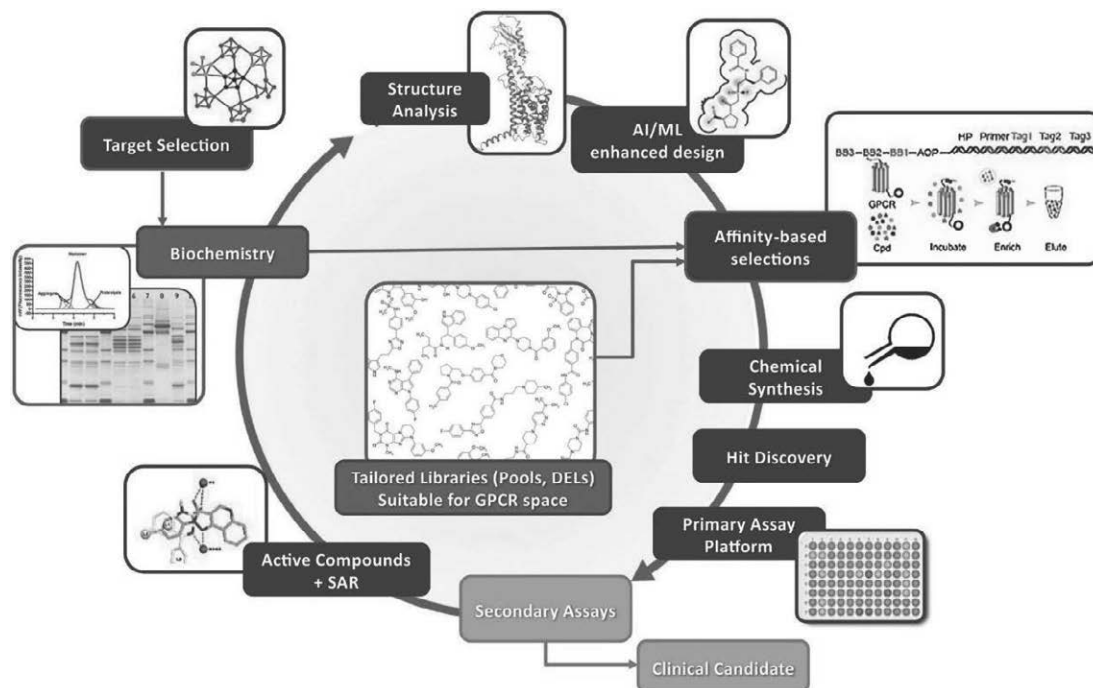 Structure
Analysis
Target Selection
AI/ML
enhanced design
HP Primer Tag1 Tag2 Tag3
BB3–BB2–BB1–AOP
GPCR
Cpd
Incubate
Enrich
Elute
Biochemistry
Affinity-based
selections
Chemical
Synthesis
Hit Discovery
Tailored Libraries (Pools, DELs)
Suitable for GPCR space
Primary Assay
Platform
Active Compounds
+ SAR
Secondary Assays
Clinical Candidate